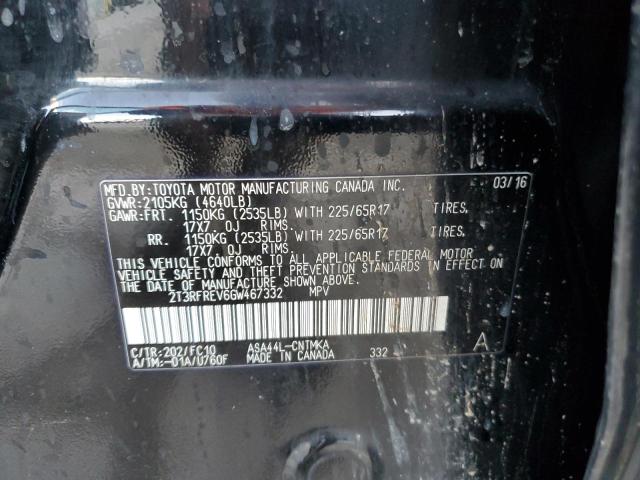 MFD.BY:TOYOTA MOTOR MANUFACTURING CANADA INC. 03/16
GVWR:2105KG (4640LB)
GAWR:FRT. 1150KG (2535LB) WITH 225/65R17 TIRES,
17X7.0J RIMS.
RR. 1150KG (2535LB) WITH 225/65R17 TIRES,
17X7.0J RIMS.
THIS VEHICLE CONFORMS TO ALL APPLICABLE FEDERAL MOTOR
VEHICLE SAFETY AND THEFT PREVENTION STANDARDS IN EFFECT ON
THE DATE OF MANUFACTURE SHOWN ABOVE.
2T3RFREV6GW467332 MPV
C/TR:202/FC10 ASA44L-CNTMKA 332 A
A/TM:-01A/U760F MADE IN CANADA